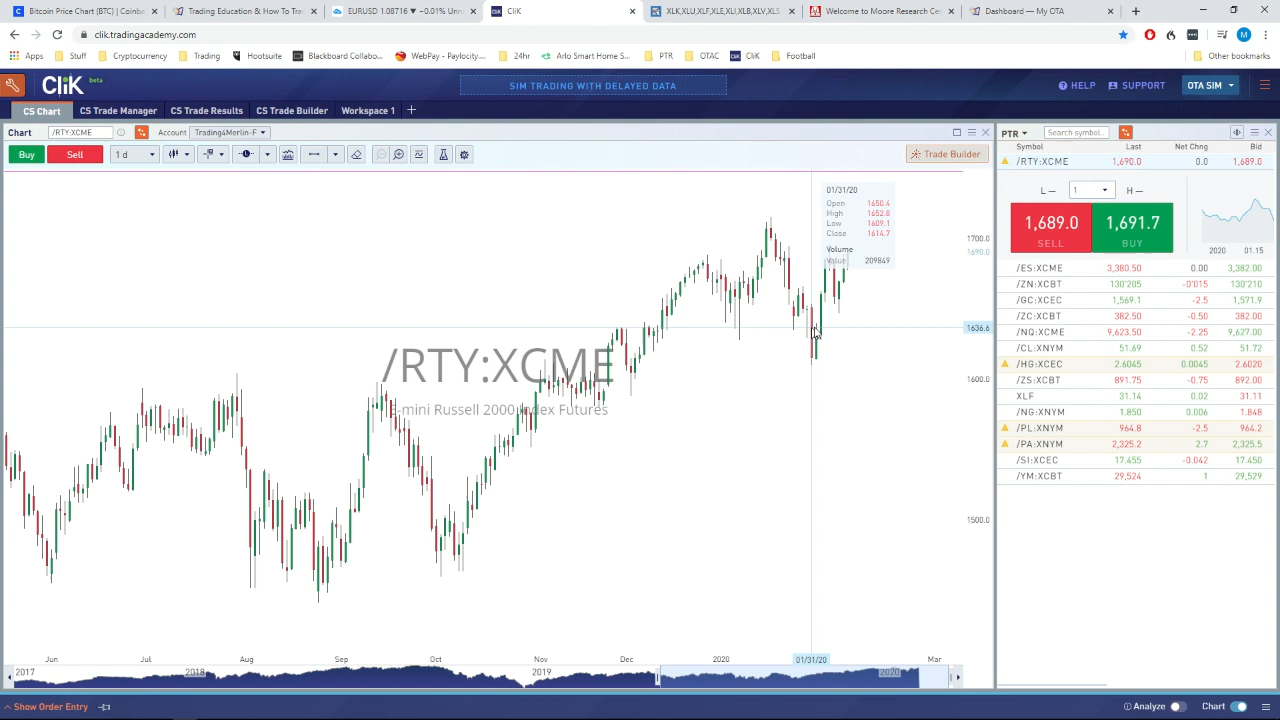 Bitcoin Price Chart (BTC) | Coinba
Trading Education & How To Tra
EURUSD 1.08716 ▼ −0.01% Unn
CliK
XLK,XLU,XLF,XLE,XLI,XLB,XLV,XLS
Welcome to Moore Research Ce
Dashboard — My OTA
clik.tradingacademy.com
Apps Stuff Cryptocurrency Trading Hootsuite Blackboard Collabo... WebPay - Paylocity... 24hr Arlo Smart Home S... PTR OTAC CliK Football Other bookmarks
CliK beta
SIM TRADING WITH DELAYED DATA
HELP SUPPORT OTA SIM
CS Chart CS Trade Manager CS Trade Results CS Trade Builder Workspace 1 +
Chart /RTY:XCME Account Trading4Merlin-F
Buy Sell 1 d Trade Builder
01/31/20
Open 1650.4
High 1652.8
Low 1609.1
Close 1614.7
Volume
Value 209849
1700.0
1690.0
1636.6
1600.0
1500.0
/RTY:XCME
E-mini Russell 2000 Index Futures
Jun Jul Aug Sep Oct Nov Dec 2020 01/31/20 Mar
2017 2018 2019 2020
PTR Search symbol...
Symbol Last Net Chng Bid
/RTY:XCME 1,690.0 0.0 1,689.0
L — 1 H —
1,689.0 SELL
1,691.7 BUY
2020 01.15
/ES:XCME 3,380.50 0.00 3,382.00
/ZN:XCBT 130'205 -0'015 130'210
/GC:XCEC 1,569.1 -2.5 1,571.9
/ZC:XCBT 382.50 -0.50 382.00
/NQ:XCME 9,623.50 -2.25 9,627.00
/CL:XNYM 51.69 0.52 51.72
/HG:XCEC 2.6045 0.0045 2.6020
/ZS:XCBT 891.75 -0.75 892.00
XLF 31.14 0.02 31.11
/NG:XNYM 1.850 0.006 1.848
/PL:XNYM 964.8 -2.5 964.2
/PA:XNYM 2,325.2 2.7 2,325.5
/SI:XCEC 17.455 -0.042 17.450
/YM:XCBT 29,524 1 29,529
Show Order Entry
Analyze Chart